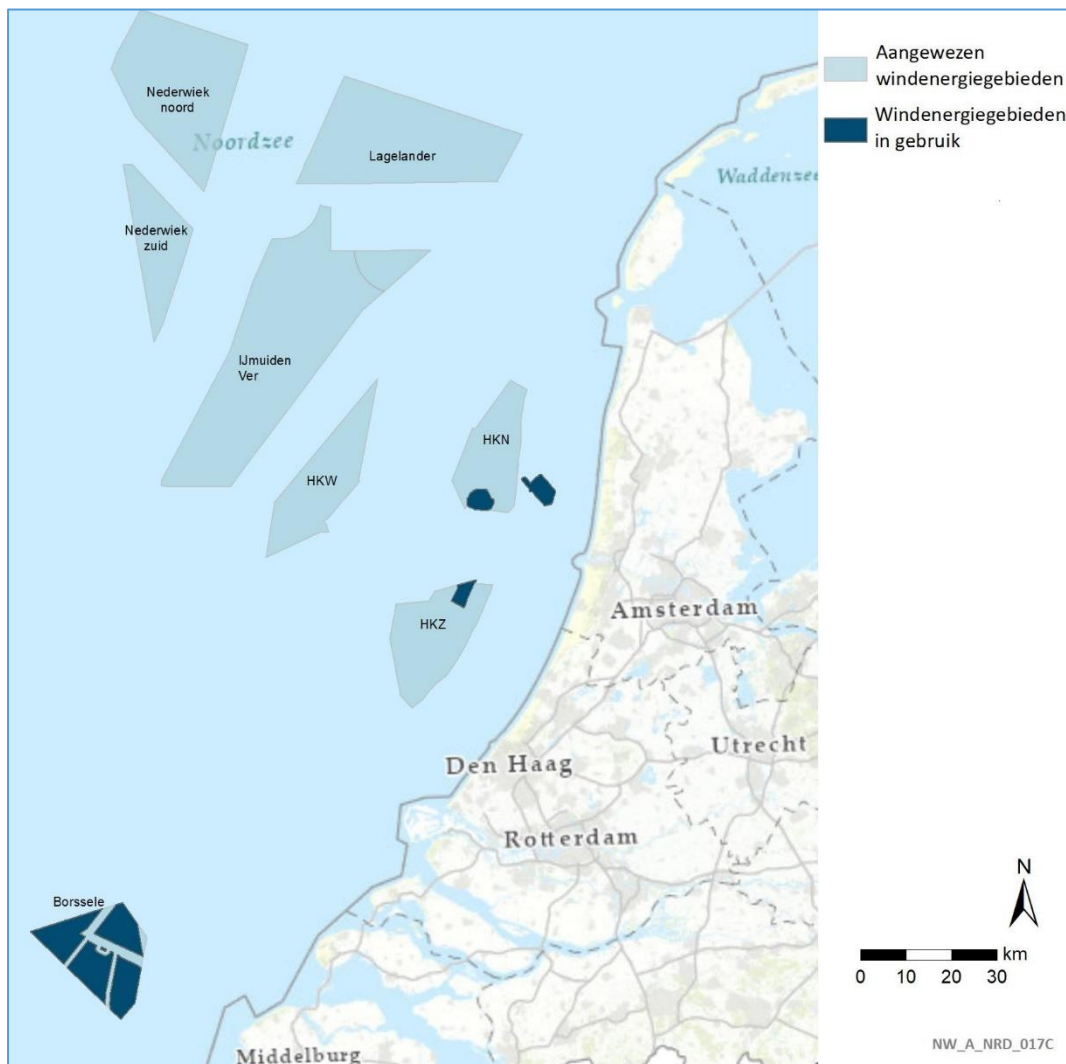 Nederwiek
noord
Noordzee
Lagelander
Nederwiek
zuid
IJmuiden
Ver
HKN
HKW
HKZ
Borssele
Waddenzee
Amsterdam
Utrecht
Den Haag
Rotterdam
Middelburg
Aangewezen
windenergiegebieden
Windenergiegebieden
in gebruik
N
km
0 10 20 30
NW_A_NRD_017C